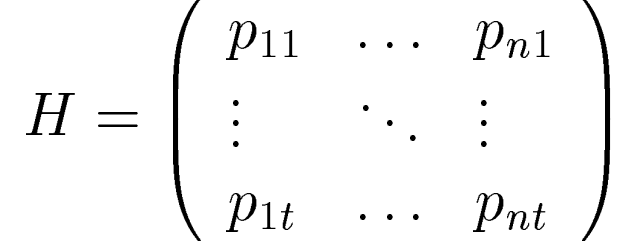 H = ( p₁₁ … pₙ₁
⋮ ⋱ ⋮
p₁ₜ … pₙₜ )